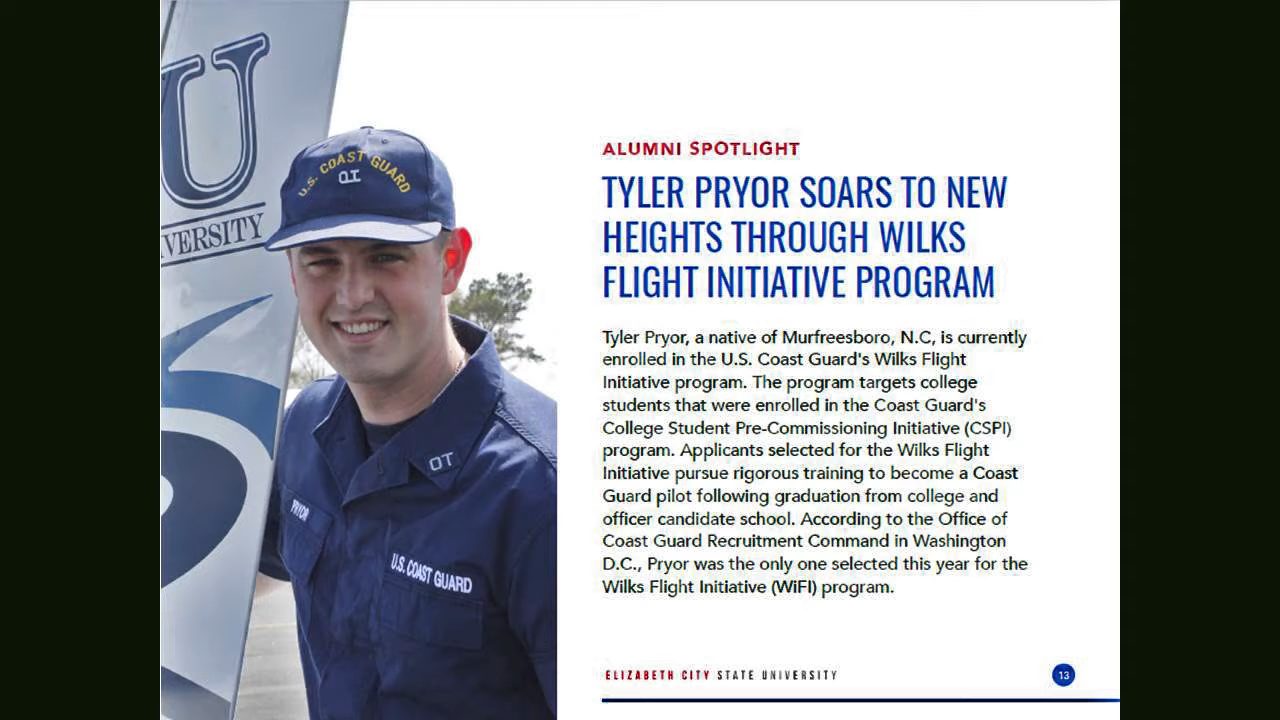 U
VERSITY
U.S. COAST GUARD
OT
OT
PRYOR
U.S. COAST GUARD
ALUMNI SPOTLIGHT
TYLER PRYOR SOARS TO NEW
HEIGHTS THROUGH WILKS
FLIGHT INITIATIVE PROGRAM
Tyler Pryor, a native of Murfreesboro, N.C, is currently
enrolled in the U.S. Coast Guard's Wilks Flight
Initiative program. The program targets college
students that were enrolled in the Coast Guard's
College Student Pre-Commissioning Initiative (CSPI)
program. Applicants selected for the Wilks Flight
Initiative pursue rigorous training to become a Coast
Guard pilot following graduation from college and
officer candidate school. According to the Office of
Coast Guard Recruitment Command in Washington
D.C., Pryor was the only one selected this year for the
Wilks Flight Initiative (WiFI) program.
ELIZABETH CITY STATE UNIVERSITY
13